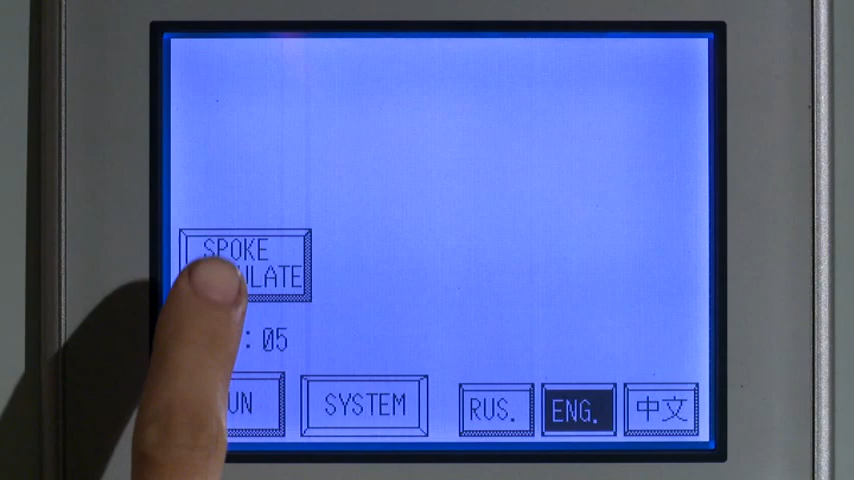 SPOKE
ULATE
: 05
UN
SYSTEM
RUS.
ENG.
中文